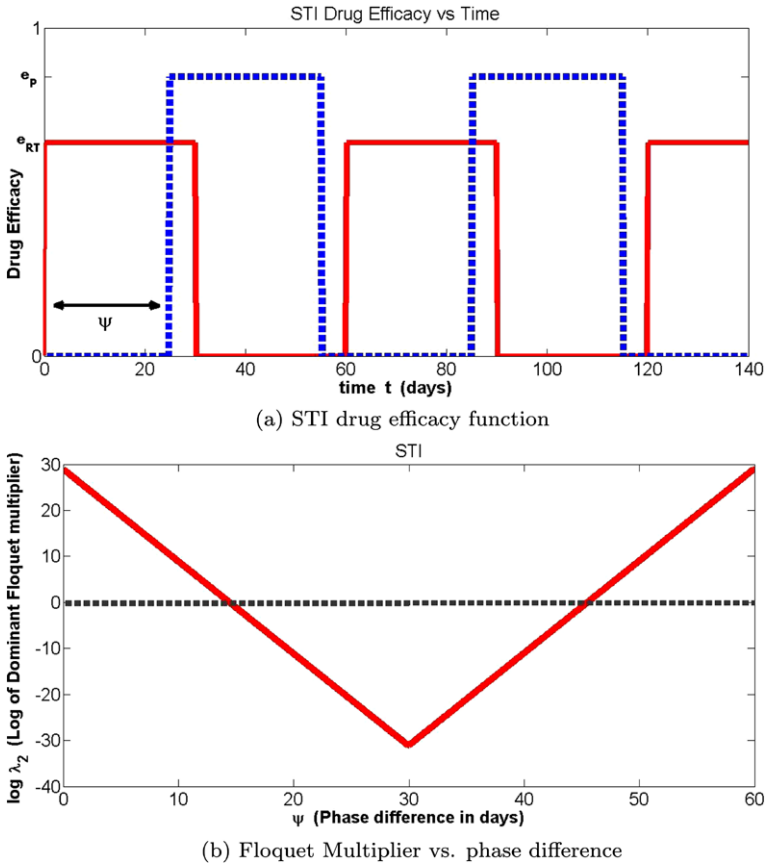 STI Drug Efficacy vs Time
1
e_P
e_RT
0
Drug Efficacy
Ψ
0 20 40 60 80 100 120 140
time t (days)
(a) STI drug efficacy function
STI
30
20
10
0
-10
-20
-30
-40
log λ_2 (Log of Dominant Floquet multiplier)
0 10 20 30 40 50 60
Ψ (Phase difference in days)
(b) Floquet Multiplier vs. phase difference